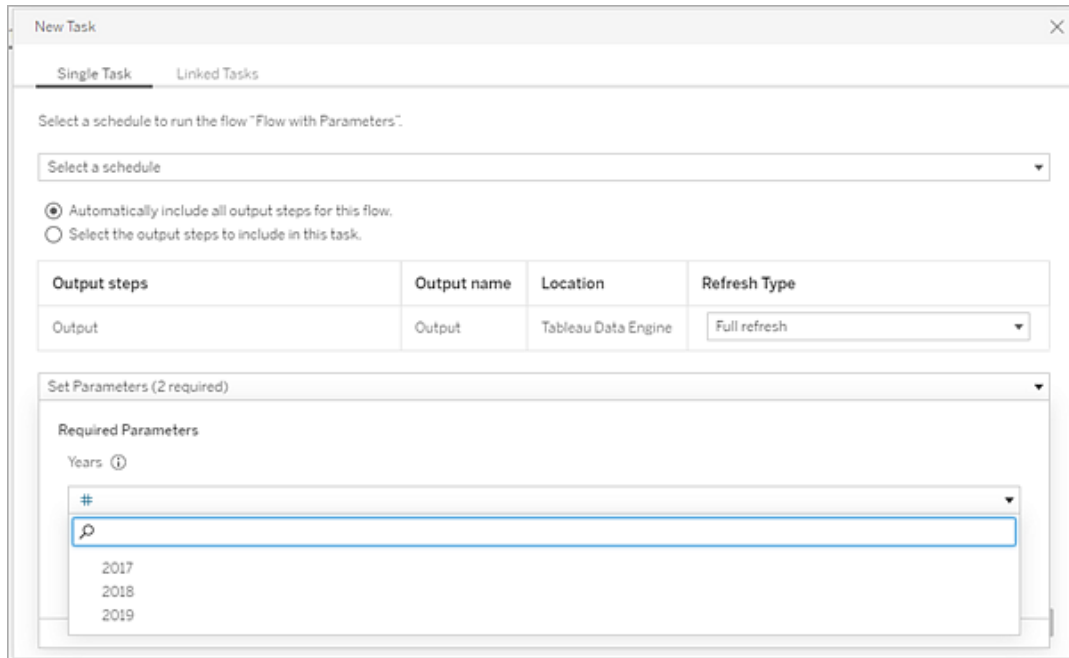 New Task
Single Task Linked Tasks
Select a schedule to run the flow "Flow with Parameters".
Select a schedule
Automatically include all output steps for this flow.
Select the output steps to include in this task.
Output steps Output name Location Refresh Type
Output Output Tableau Data Engine Full refresh
Set Parameters (2 required)
Required Parameters
Years
#
2017
2018
2019